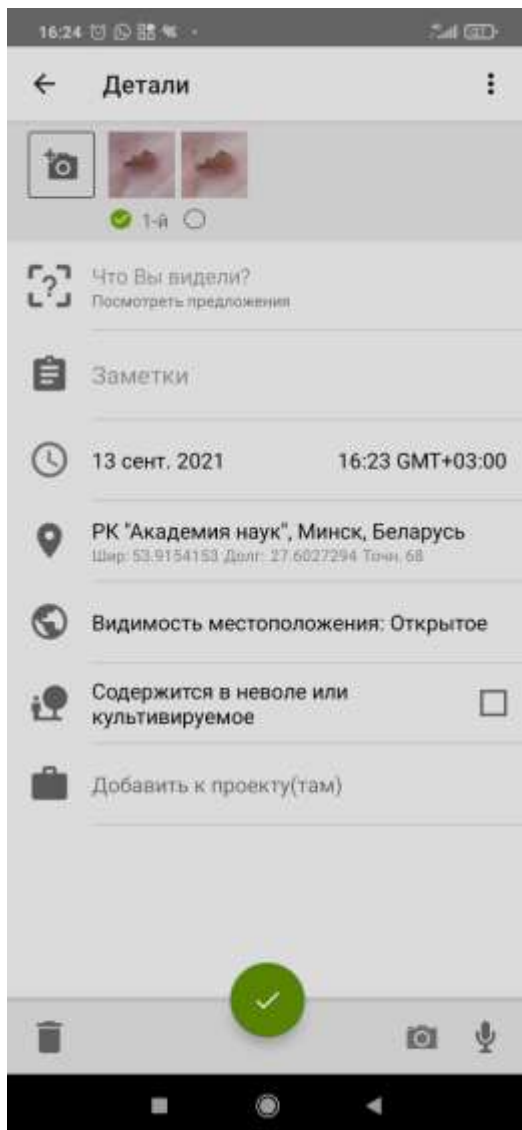 16:24
Детали
1-й
Что Вы видели?
Посмотреть предложения
Заметки
13 сент. 2021 16:23 GMT+03:00
РК "Академия наук", Минск, Беларусь
Шир: 53.9154153 Долг: 27.6027294 Точн. 68
Видимость местоположения: Открытое
Содержится в неволе или
культивируемое
Добавить к проекту(там)